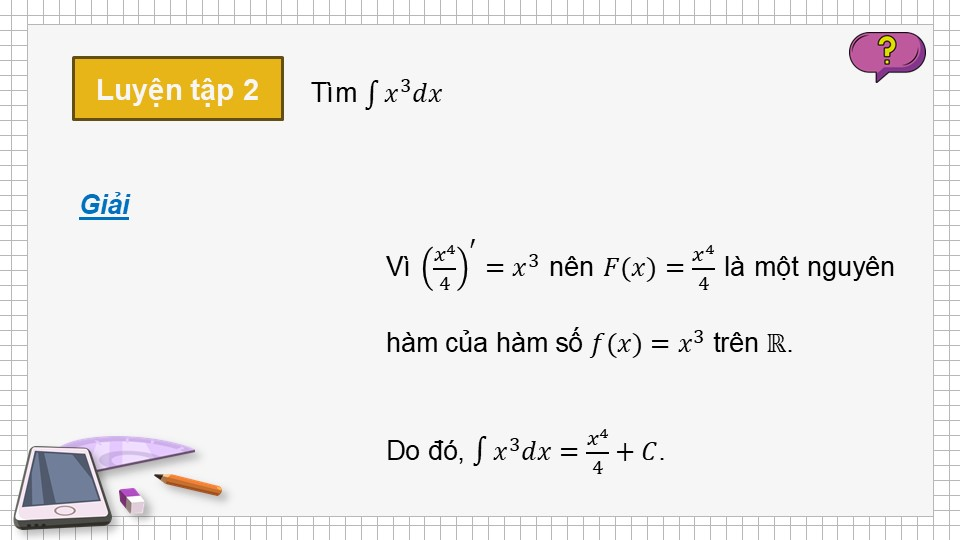 Luyện tập 2
Tìm ∫ x³dx
Giải
Vì (x⁴/4)′ = x³ nên F(x) = x⁴/4 là một nguyên
hàm của hàm số f(x) = x³ trên ℝ.
Do đó, ∫ x³dx = x⁴/4 + C.